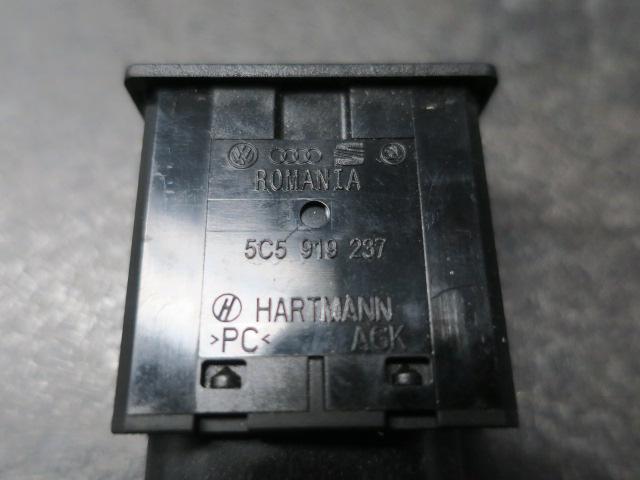 ROMANIA
5C5 919 237
HARTMANN
>PC< AGK